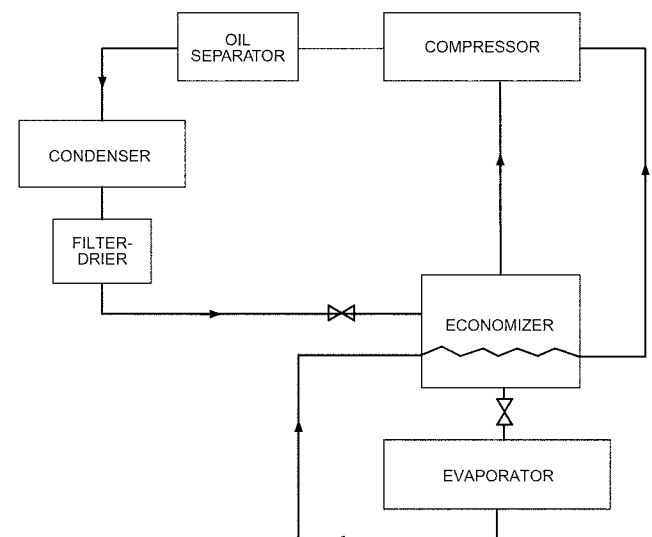 OIL
SEPARATOR
COMPRESSOR
CONDENSER
FILTER-
DRIER
ECONOMIZER
EVAPORATOR